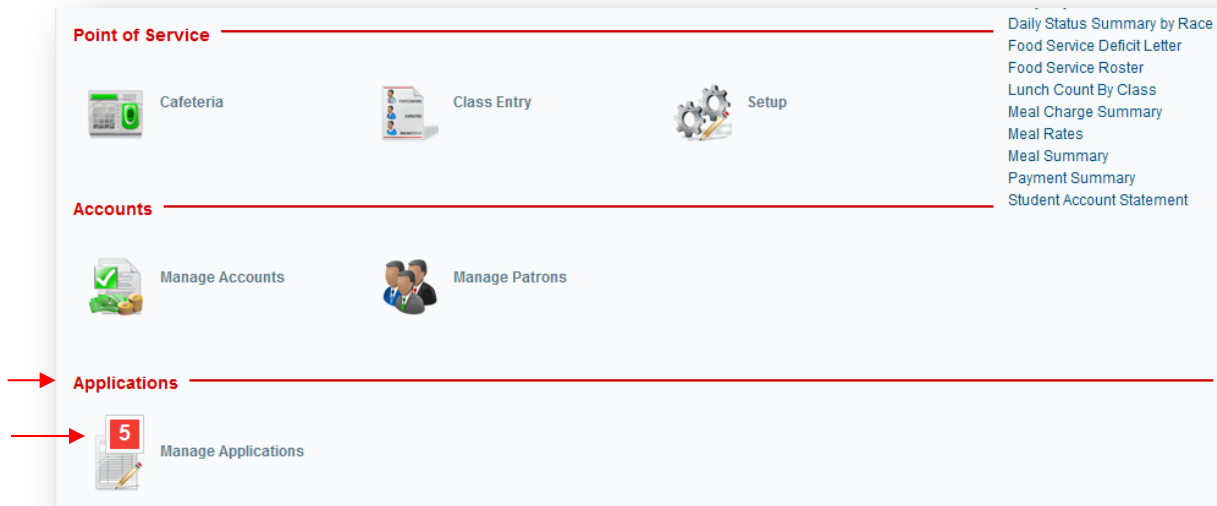 Point of Service
Cafeteria
Class Entry
Setup
Accounts
Manage Accounts
Manage Patrons
Applications
5
Manage Applications
Daily Status Summary by Race
Food Service Deficit Letter
Food Service Roster
Lunch Count By Class
Meal Charge Summary
Meal Rates
Meal Summary
Payment Summary
Student Account Statement